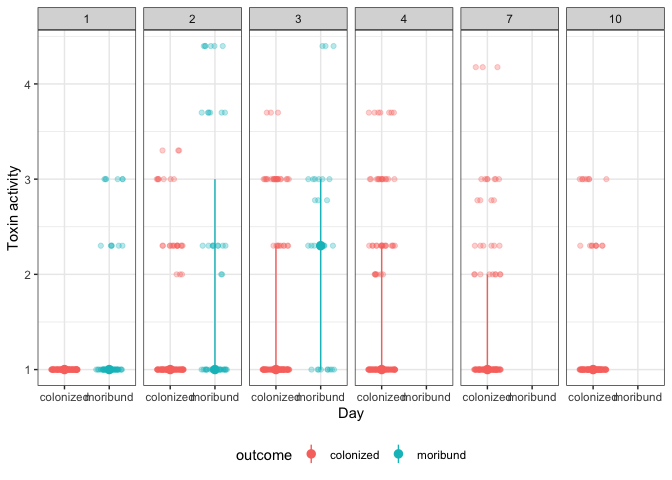 1 2 3 4 7 10
4
3
2
1
Toxin activity
colonized moribund colonized moribund colonized moribund colonized moribund colonized moribund colonized moribund
Day
outcome colonized moribund